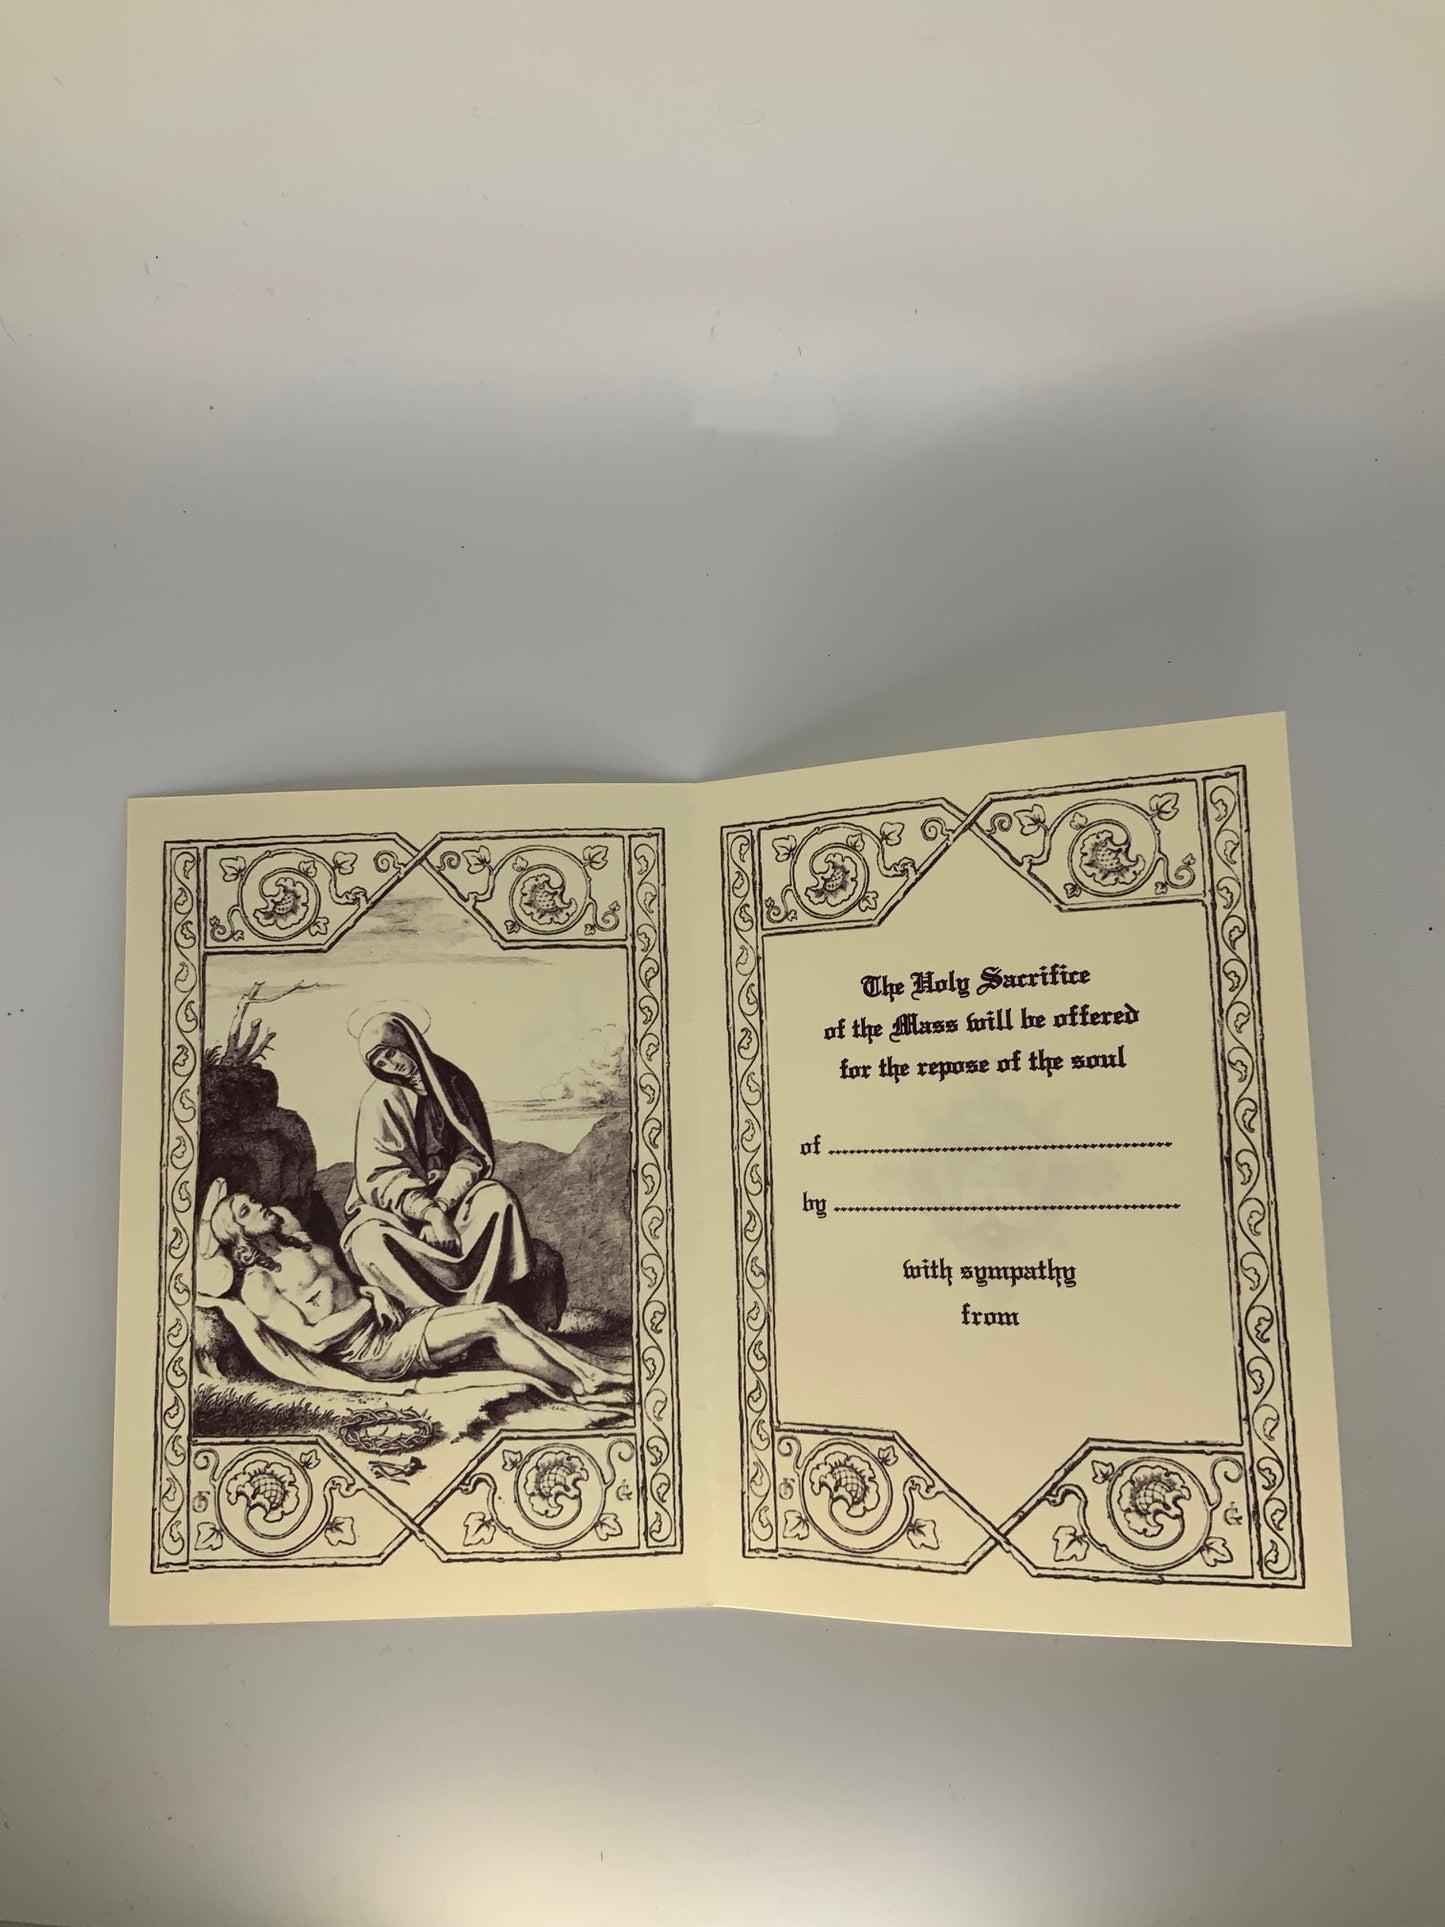 The Holy Sacrifice
of the Mass will be offered
for the repose of the soul
of ........................................
by ........................................
with sympathy
from